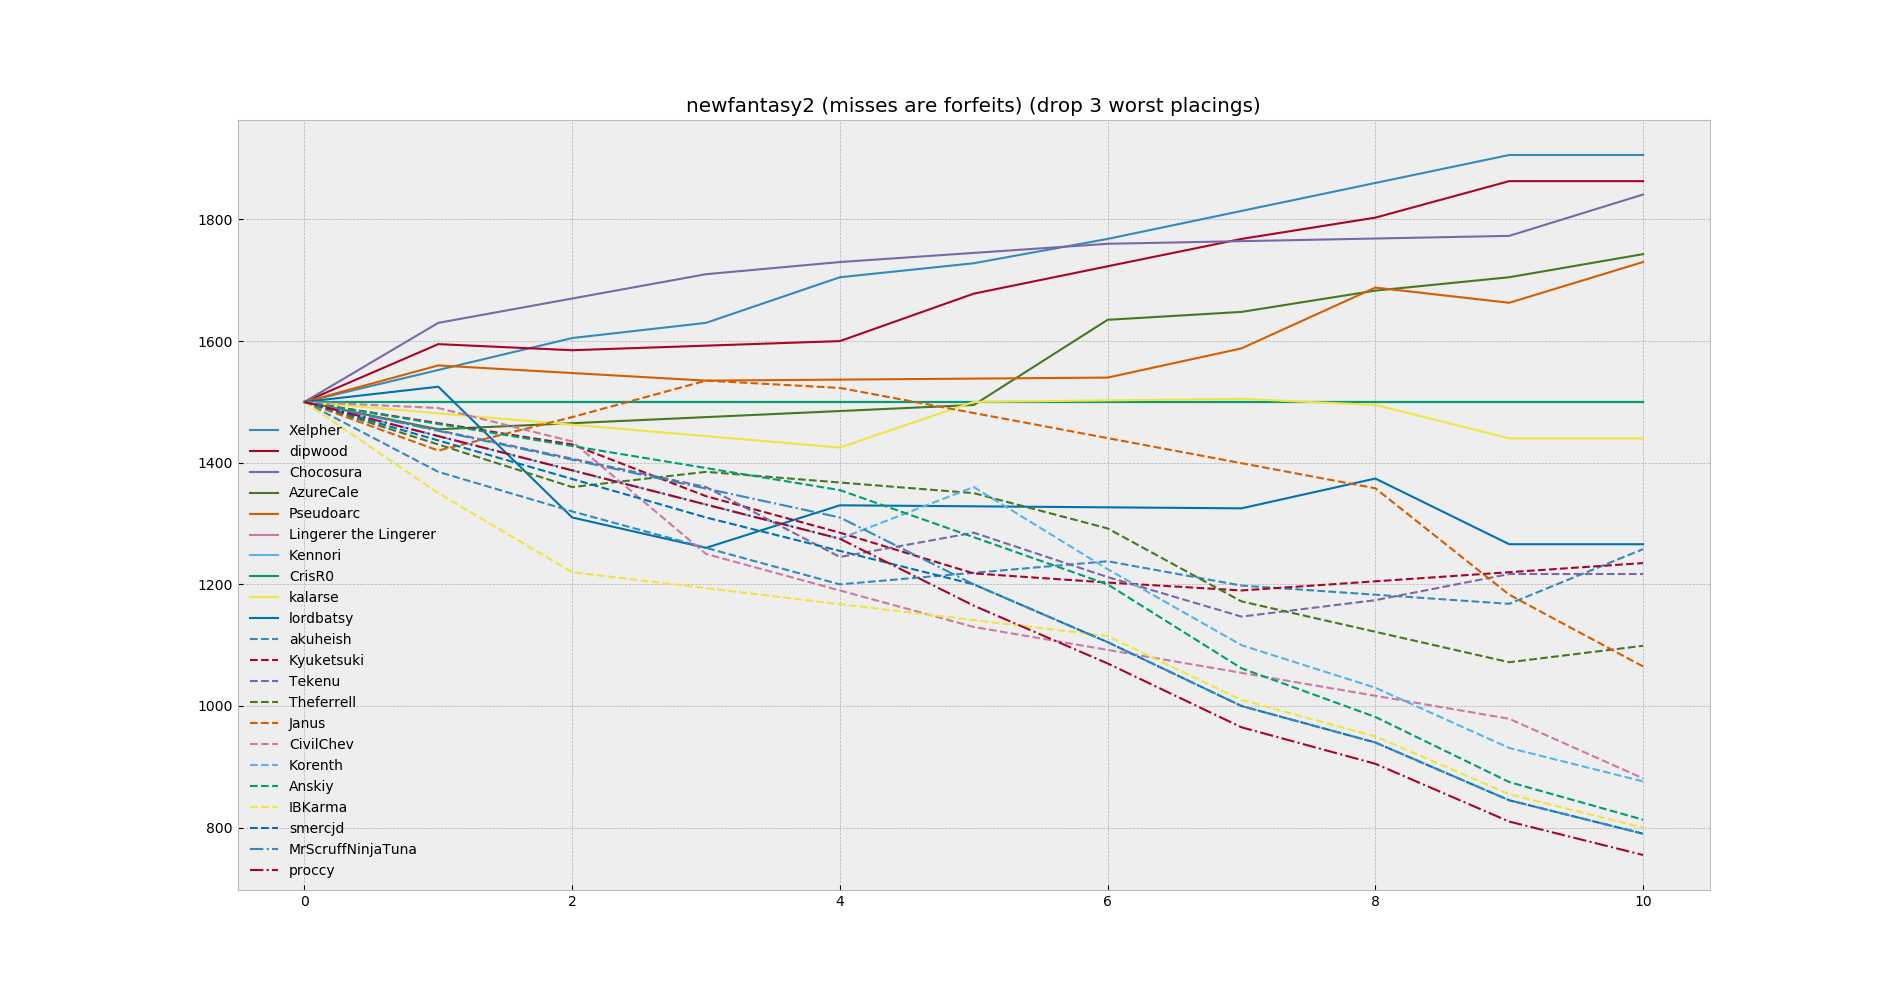 newfantasy2 (misses are forfeits) (drop 3 worst placings)
1800
1600
1400
1200
1000
800
Xelpher
dipwood
Chocosura
AzureCale
Pseudoarc
Lingerer the Lingerer
Kennori
CrisR0
kalarse
lordbatsy
akuheish
Kyuketsuki
Tekenu
Theferrell
Janus
CivilChev
Korenth
Anskiy
IBKarma
smercjd
MrScruffNinjaTuna
proccy
0 2 4 6 8 10